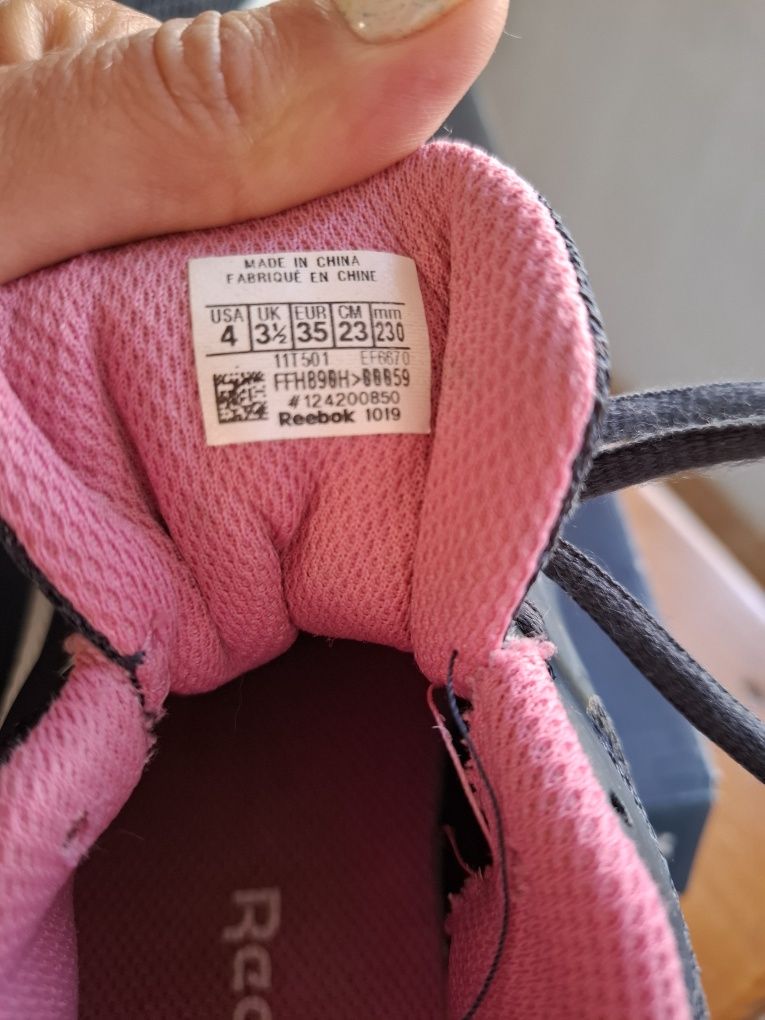 MADE IN CHINA
FABRIQUÉ EN CHINE
USA UK EUR CM mm
4 3½ 35 23 230
11T501 EF6670
FFH890H>00059
#124200850
Reebok 1019